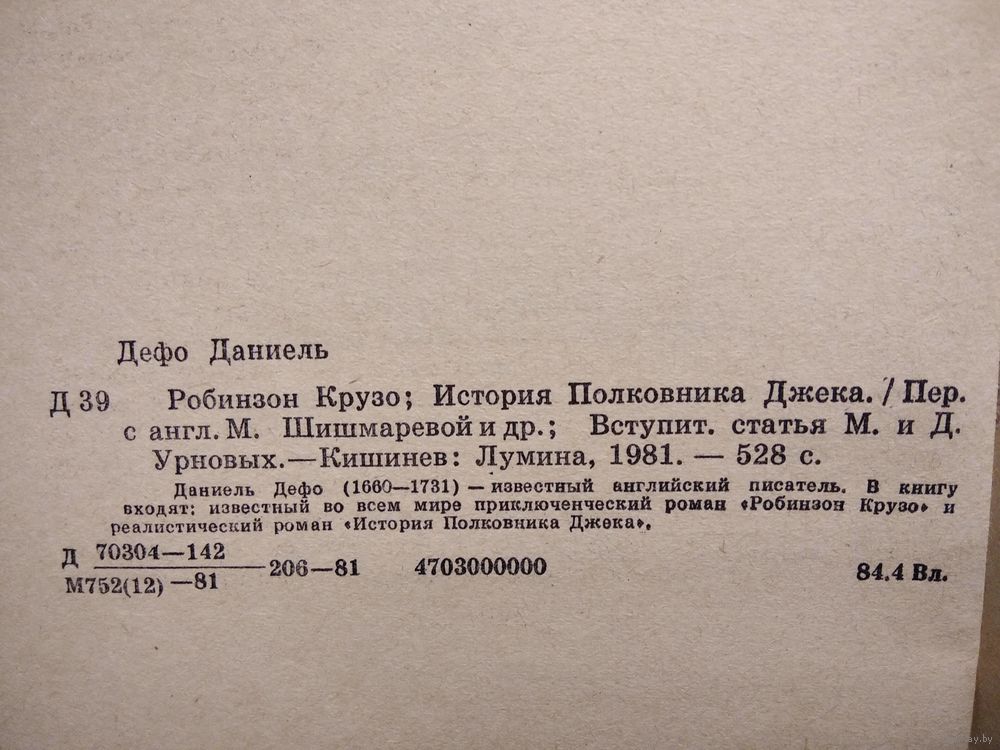 Дефо Даниель
Д 39 Робинзон Крузо; История Полковника Джека. / Пер.
с англ. М. Шишмаревой и др.; Вступит. статья М. и Д.
Урновых. — Кишинев: Лумина, 1981. — 528 с.
Даниель Дефо (1660—1731) — известный английский писатель. В книгу
входят: известный во всем мире приключенческий роман «Робинзон Крузо» и
реалистический роман «История Полковника Джека».
Д 70304—142
М752(12)—81 206—81 4703000000 84.4 Вл.